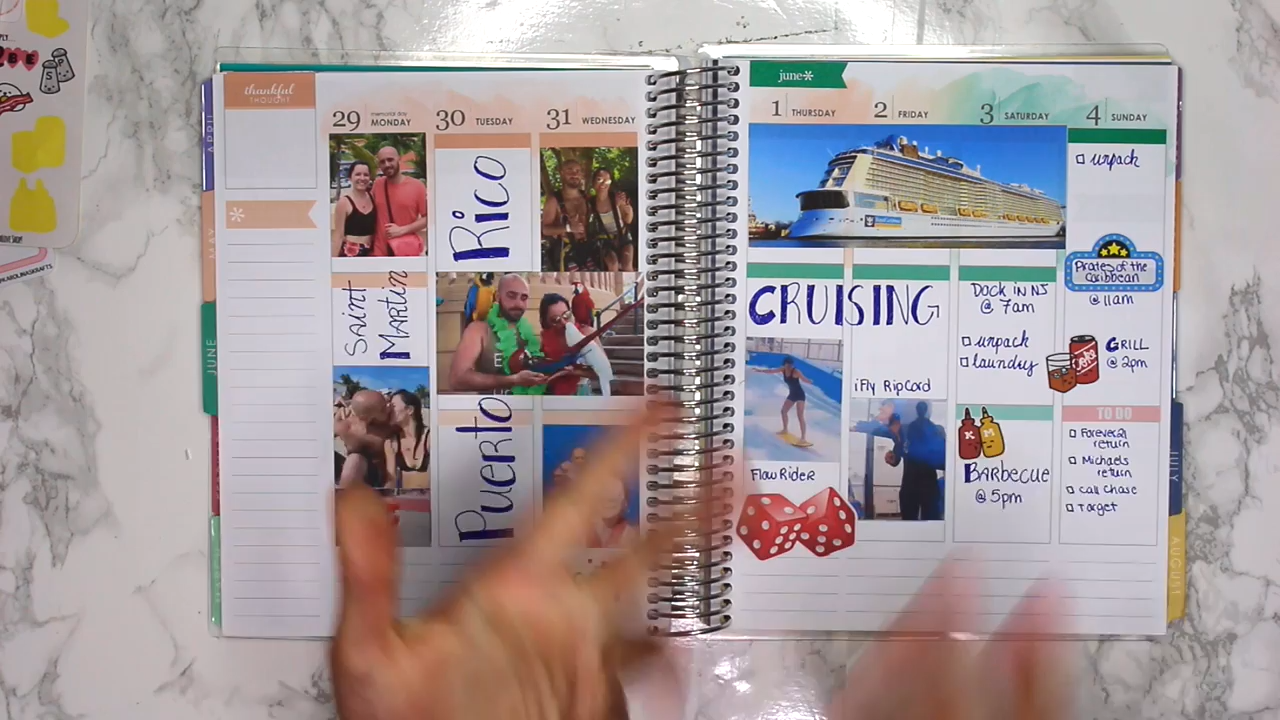 thankful
THOUGHT
29
memorial day
MONDAY
30 TUESDAY
31 WEDNESDAY
Saint
Martin
Puerto Rico
june*
1 THURSDAY
2 FRIDAY
3 SATURDAY
4 SUNDAY
CRUISING
FlowRider
iFly RipCord
Dock in NJ
@ 7am
unpack
laundry
K M
Barbecue
@ 5pm
unpack
Pirates of the
Caribbean
@ 11am
Coke
GRILL
@ 2pm
TO DO
Forever21
return
Michaels
return
Call Chase
Target
APRIL
MAY
JUNE
JULY
AUGUST
S P